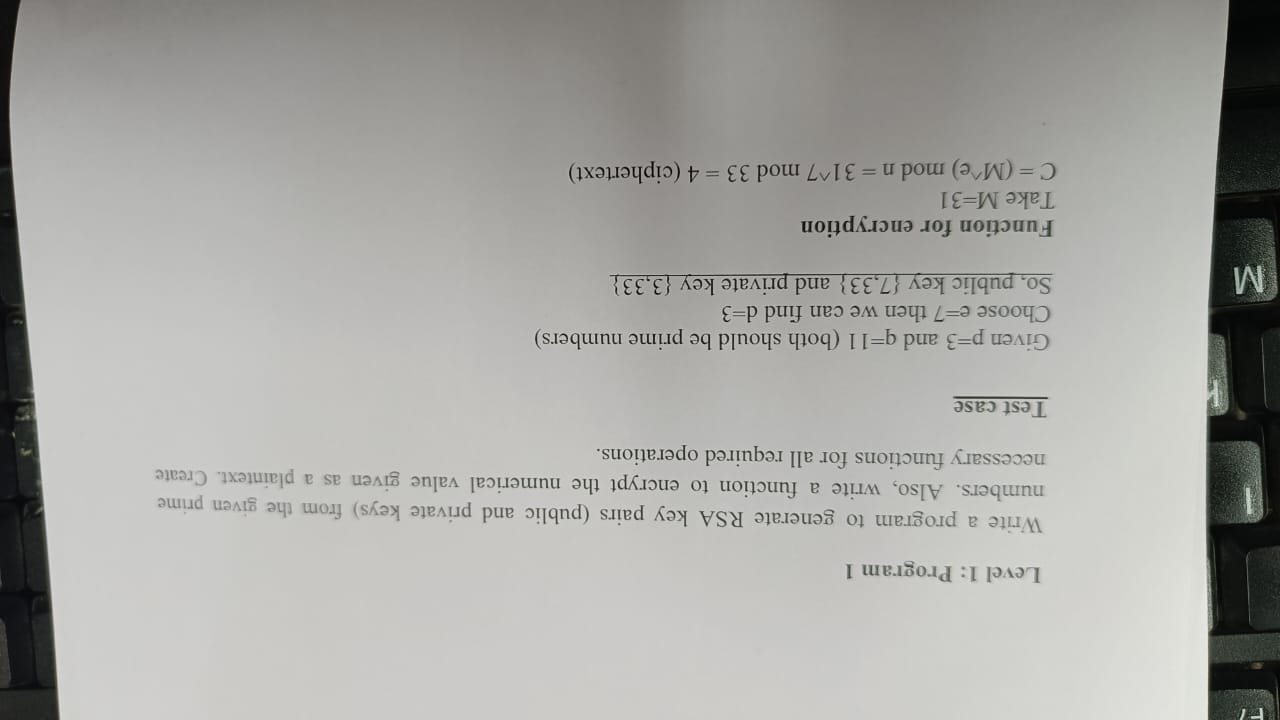 F7
I
K
M
Level 1: Program 1
Write a program to generate RSA key pairs (public and private keys) from the given prime
numbers. Also, write a function to encrypt the numerical value given as a plaintext. Create
necessary functions for all required operations.
Test case
Given p=3 and q=11 (both should be prime numbers)
Choose e=7 then we can find d=3
So, public key {7,33} and private key {3,33}
Function for encryption
Take M=31
C = (M^e) mod n = 31^7 mod 33 = 4 (ciphertext)